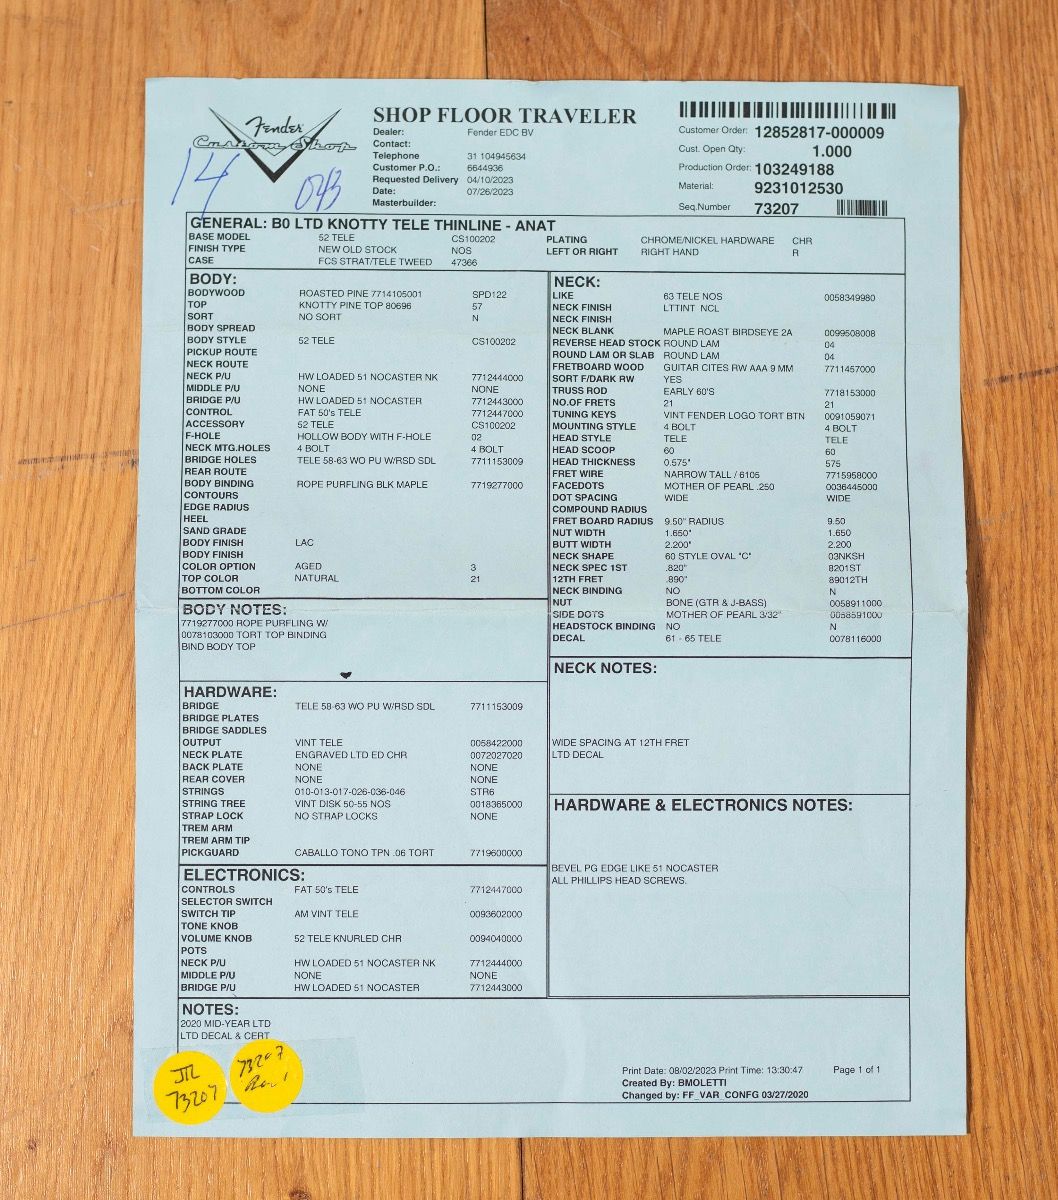 Fender
Custom Shop
14
SHOP FLOOR TRAVELER
Dealer: Fender EDC BV
Contact:
Telephone 31 104945634
Customer P.O.: 6644936
Requested Delivery 04/10/2023
Date: 07/26/2023
Masterbuilder:
Customer Order: 12852817-000009
Cust. Open Qty: 1.000
Production Order: 103249188
Material: 9231012530
Seq.Number 73207
GENERAL: B0 LTD KNOTTY TELE THINLINE - ANAT
BASE MODEL 52 TELE CS100202
FINISH TYPE NEW OLD STOCK NOS
CASE FCS STRAT/TELE TWEED 47366
PLATING CHROME/NICKEL HARDWARE CHR
LEFT OR RIGHT RIGHT HAND R
BODY:
BODYWOOD ROASTED PINE 7714105001 SPD122
TOP KNOTTY PINE TOP 80696 57
SORT NO SORT N
BODY SPREAD
BODY STYLE 52 TELE CS100202
PICKUP ROUTE
NECK ROUTE
NECK P/U HW LOADED 51 NOCASTER NK 7712444000
MIDDLE P/U NONE NONE
BRIDGE P/U HW LOADED 51 NOCASTER 7712443000
CONTROL FAT 50's TELE 7712447000
ACCESSORY 52 TELE CS100202
F-HOLE HOLLOW BODY WITH F-HOLE 02
NECK MTG.HOLES 4 BOLT 4 BOLT
BRIDGE HOLES TELE 58-63 WO PU W/RSD SDL 7711153009
REAR ROUTE
BODY BINDING ROPE PURFLING BLK MAPLE 7719277000
CONTOURS
EDGE RADIUS
HEEL
SAND GRADE
BODY FINISH LAC
BODY FINISH
COLOR OPTION AGED 3
TOP COLOR NATURAL 21
BOTTOM COLOR
BODY NOTES:
7719277000 ROPE PURFLING W/
0078103000 TORT TOP BINDING
BIND BODY TOP
HARDWARE:
BRIDGE TELE 58-63 WO PU W/RSD SDL 7711153009
BRIDGE PLATES
BRIDGE SADDLES
OUTPUT VINT TELE 0058422000
NECK PLATE ENGRAVED LTD ED CHR 0072027020
BACK PLATE NONE NONE
REAR COVER NONE NONE
STRINGS 010-013-017-026-036-046 STR6
STRING TREE VINT DISK 50-55 NOS 0018365000
STRAP LOCK NO STRAP LOCKS NONE
TREM ARM
TREM ARM TIP
PICKGUARD CABALLO TONO TPN .06 TORT 7719600000
ELECTRONICS:
CONTROLS FAT 50's TELE 7712447000
SELECTOR SWITCH
SWITCH TIP AM VINT TELE 0093602000
TONE KNOB
VOLUME KNOB 52 TELE KNURLED CHR 0094040000
POTS
NECK P/U HW LOADED 51 NOCASTER NK 7712444000
MIDDLE P/U NONE NONE
BRIDGE P/U HW LOADED 51 NOCASTER 7712443000
NECK:
LIKE 63 TELE NOS 0058349980
NECK FINISH LTTINT NCL
NECK FINISH
NECK BLANK MAPLE ROAST BIRDSEYE 2A 0099508008
REVERSE HEAD STOCK ROUND LAM 04
ROUND LAM OR SLAB ROUND LAM 04
FRETBOARD WOOD GUITAR CITES RW AAA 9 MM 7711457000
SORT F/DARK RW YES
TRUSS ROD EARLY 60'S 7718153000
NO.OF FRETS 21 21
TUNING KEYS VINT FENDER LOGO TORT BTN 0091059071
MOUNTING STYLE 4 BOLT 4 BOLT
HEAD STYLE TELE TELE
HEAD SCOOP 60 60
HEAD THICKNESS 0.575" 575
FRET WIRE NARROW TALL / 6105 7715958000
FACEDOTS MOTHER OF PEARL .250 0036445000
DOT SPACING WIDE WIDE
COMPOUND RADIUS
FRET BOARD RADIUS 9.50" RADIUS 9.50
NUT WIDTH 1.650" 1.650
BUTT WIDTH 2.200" 2.200
NECK SHAPE 60 STYLE OVAL "C" 03NKSH
NECK SPEC 1ST .820" 8201ST
12TH FRET .890" 89012TH
NECK BINDING NO N
NUT BONE (GTR & J-BASS) 0058911000
SIDE DOTS MOTHER OF PEARL 3/32" 0058591000
HEADSTOCK BINDING NO N
DECAL 61 - 65 TELE 0078116000
NECK NOTES:
WIDE SPACING AT 12TH FRET
LTD DECAL
HARDWARE & ELECTRONICS NOTES:
BEVEL PG EDGE LIKE 51 NOCASTER
ALL PHILLIPS HEAD SCREWS.
NOTES:
2020 MID-YEAR LTD
LTD DECAL & CERT
73207
73207
Print Date: 08/02/2023 Print Time: 13:30:47 Page 1 of 1
Created By: BMOLETTI
Changed by: FF_VAR_CONFG 03/27/2020